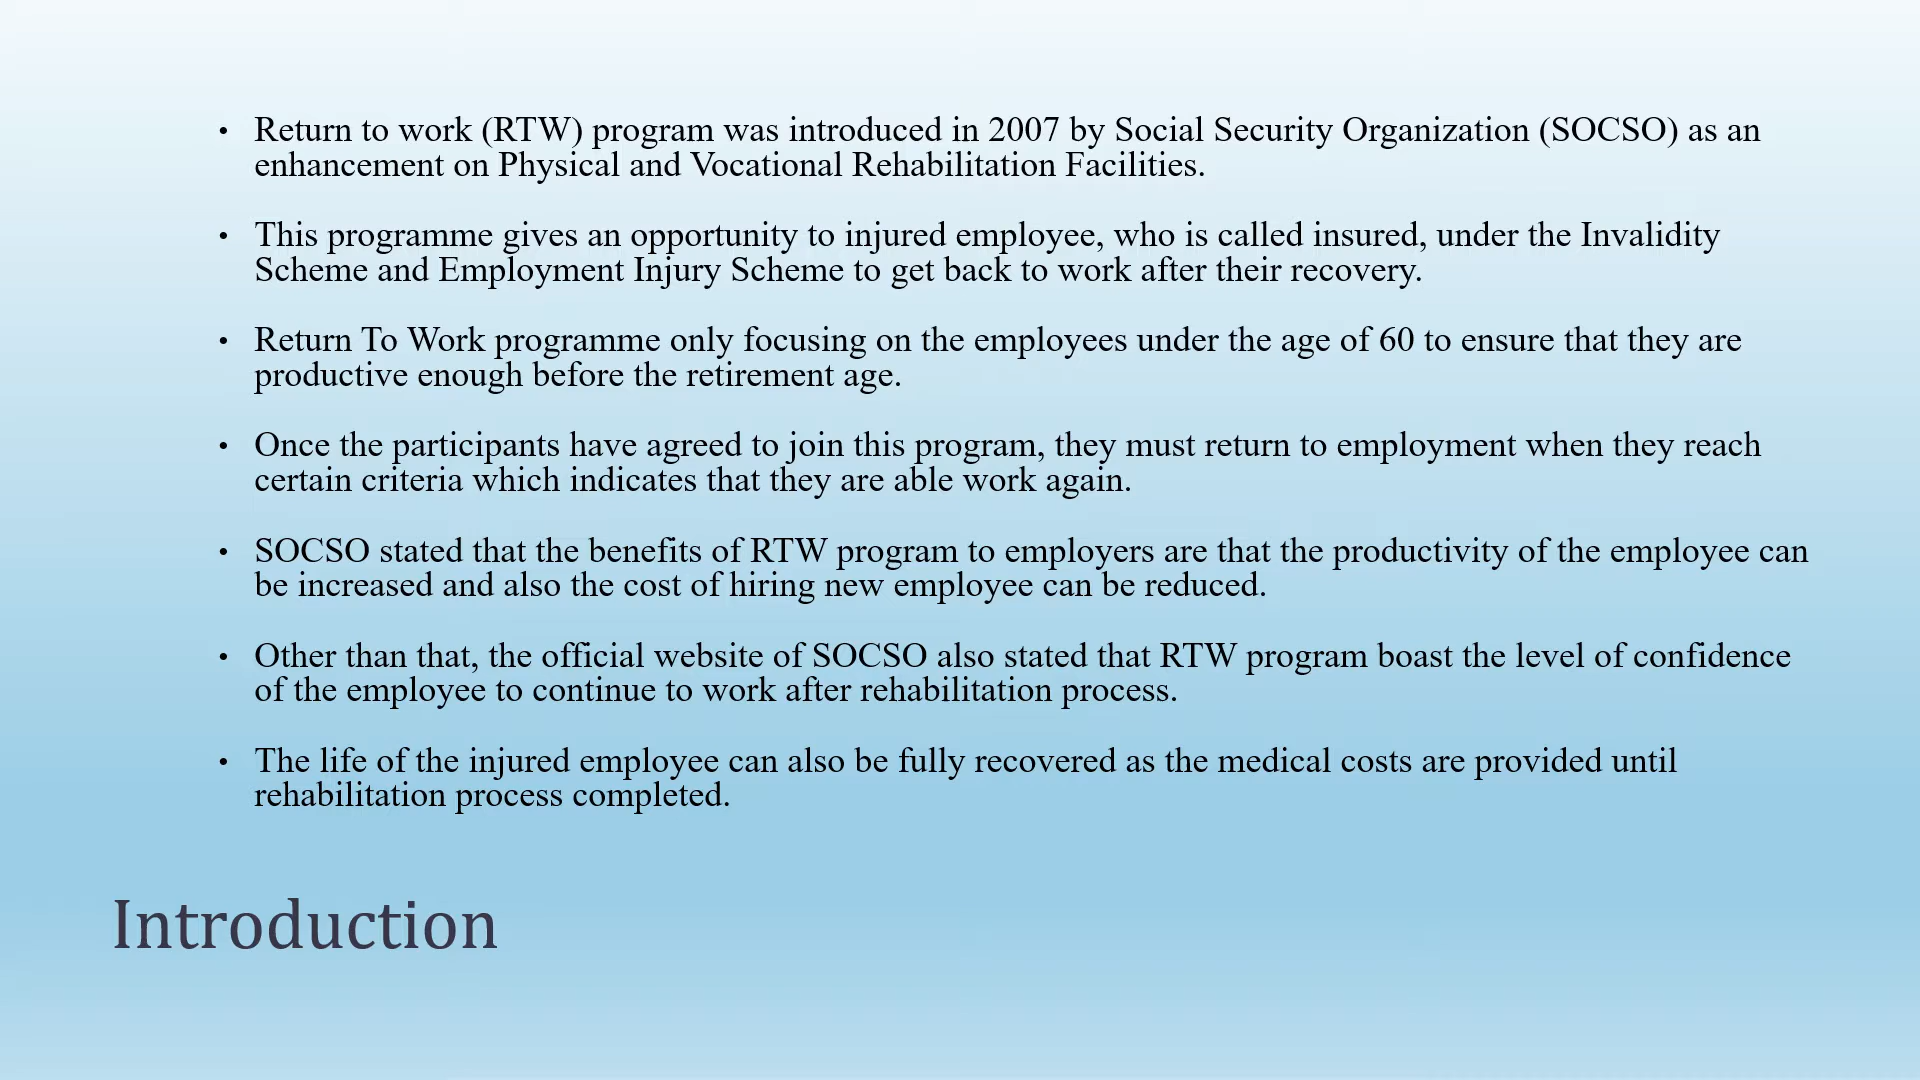 • Return to work (RTW) program was introduced in 2007 by Social Security Organization (SOCSO) as an
enhancement on Physical and Vocational Rehabilitation Facilities.
• This programme gives an opportunity to injured employee, who is called insured, under the Invalidity
Scheme and Employment Injury Scheme to get back to work after their recovery.
• Return To Work programme only focusing on the employees under the age of 60 to ensure that they are
productive enough before the retirement age.
• Once the participants have agreed to join this program, they must return to employment when they reach
certain criteria which indicates that they are able work again.
• SOCSO stated that the benefits of RTW program to employers are that the productivity of the employee can
be increased and also the cost of hiring new employee can be reduced.
• Other than that, the official website of SOCSO also stated that RTW program boast the level of confidence
of the employee to continue to work after rehabilitation process.
• The life of the injured employee can also be fully recovered as the medical costs are provided until
rehabilitation process completed.
Introduction